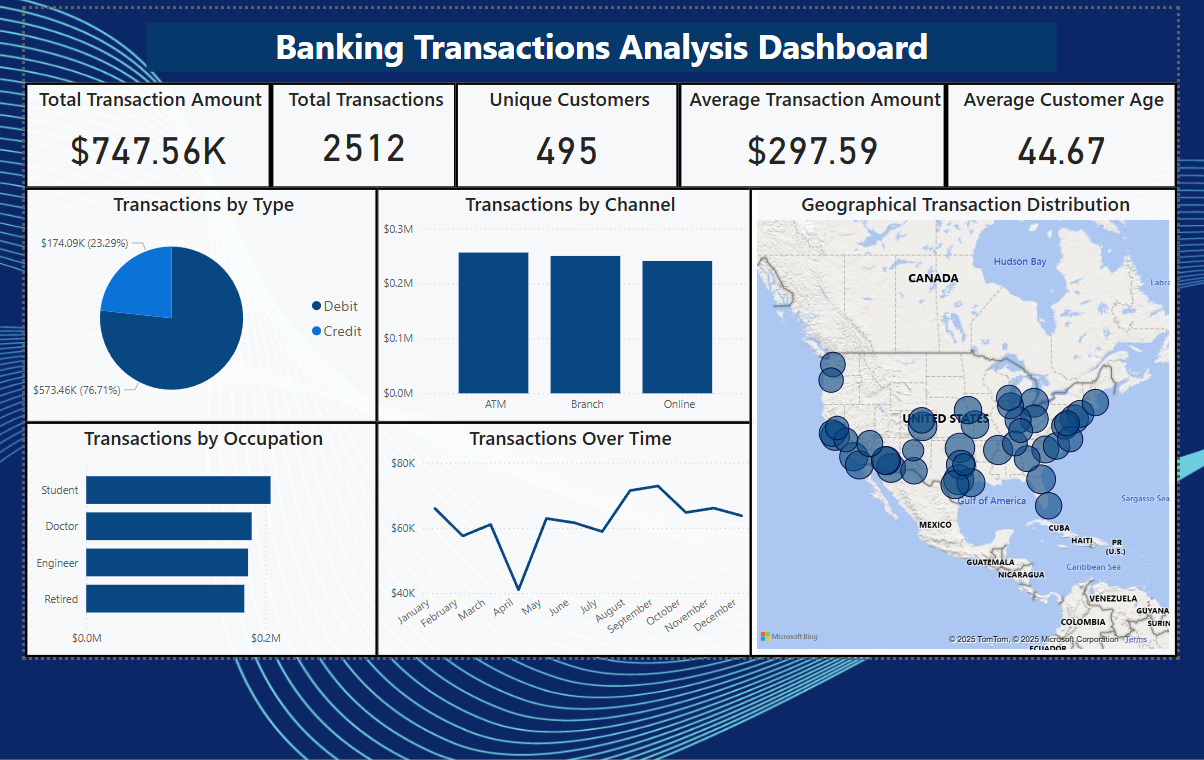 Banking Transactions Analysis Dashboard
Total Transaction Amount
$747.56K
Total Transactions
2512
Unique Customers
495
Average Transaction Amount
$297.59
Average Customer Age
44.67
Transactions by Type
$174.09K (23.29%)
$573.46K (76.71%)
Debit
Credit
Transactions by Channel
$0.3M
$0.2M
$0.1M
$0.0M
ATM
Branch
Online
Geographical Transaction Distribution
Hudson Bay
CANADA
Labra
UNITED STATES
Gulf of America
Sargasso Sea
MEXICO
CUBA
HAITI
PR
(U.S.)
GUATEMALA
Caribbean Sea
NICARAGUA
VENEZUELA
GUYANA
COLOMBIA
SURIN
Microsoft Bing
© 2025 TomTom, © 2025 Microsoft Corporation Terms
ECUADOR
Transactions by Occupation
Student
Doctor
Engineer
Retired
$0.0M
$0.2M
Transactions Over Time
$80K
$60K
$40K
January
February
March
April
May
June
July
August
September
October
November
December